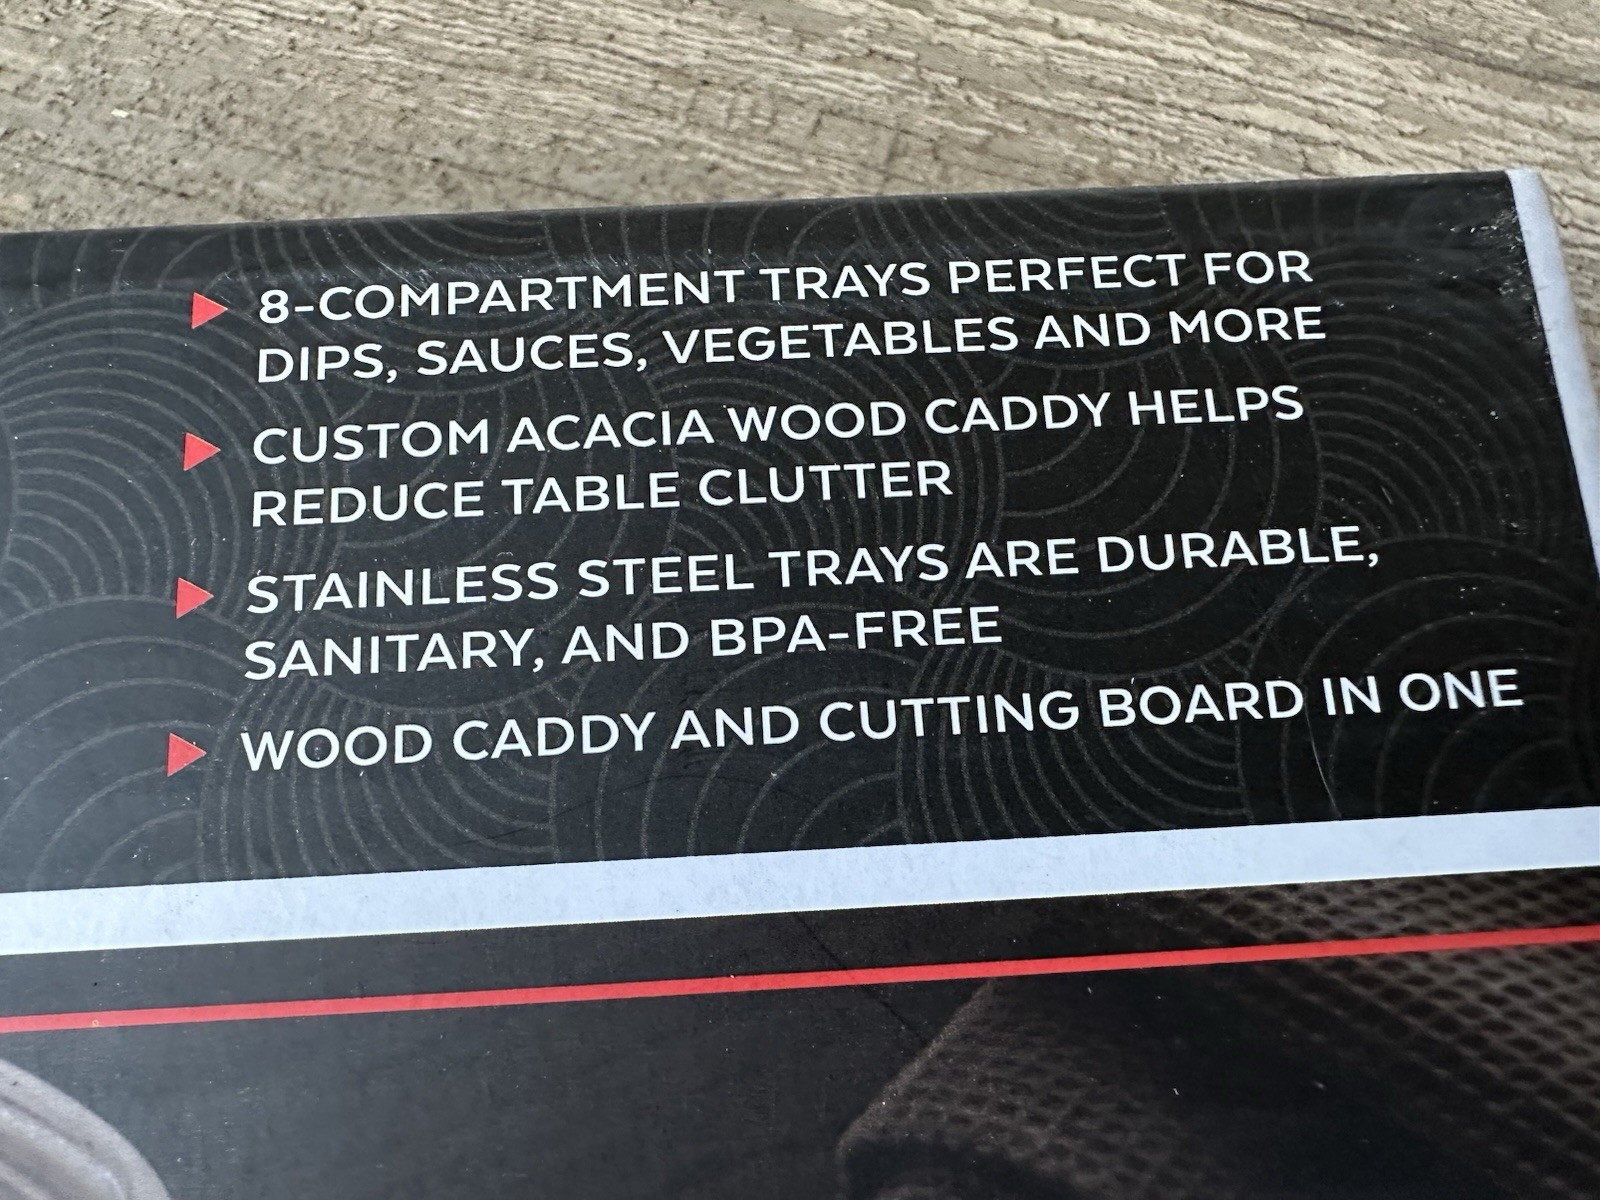 8-COMPARTMENT TRAYS PERFECT FOR
DIPS, SAUCES, VEGETABLES AND MORE
CUSTOM ACACIA WOOD CADDY HELPS
REDUCE TABLE CLUTTER
STAINLESS STEEL TRAYS ARE DURABLE,
SANITARY, AND BPA-FREE
WOOD CADDY AND CUTTING BOARD IN ONE